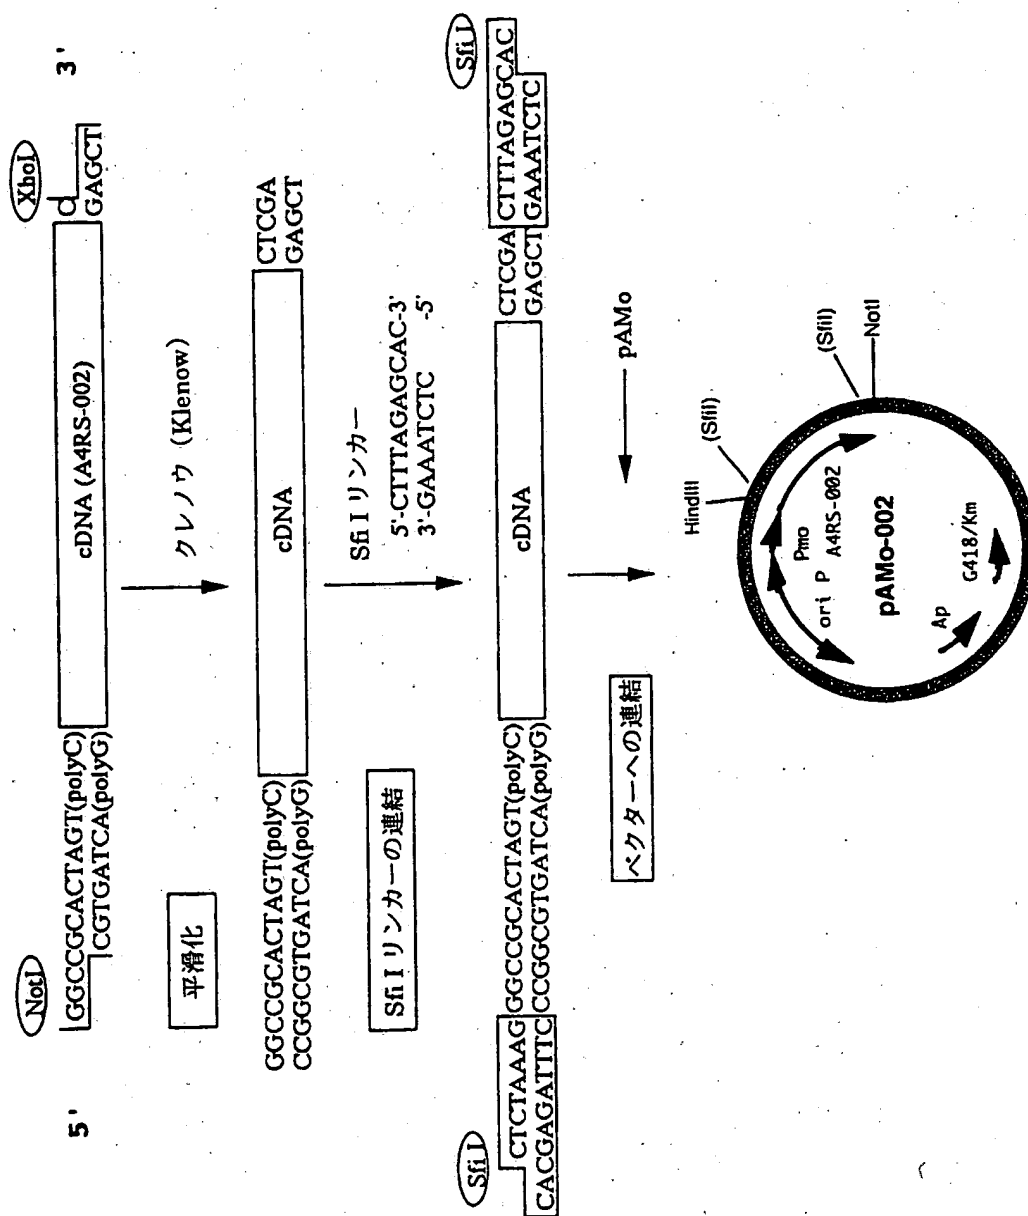 5' NotI XhoI 3'
GGCCGCACTAGT(polyC) cDNA (A4RS-002) d
CGTGATCA(polyG) GAGCT
平滑化 クレノウ (Klenow)
GGCCGCACTAGT(polyC) cDNA CTCGA
CCGGCGTGATCA(polyG) GAGCT
Sfi I リンカーの連結 Sfi I リンカー
5'-CTTTAGAGCAC-3'
3'-GAAATCTC -5'
Sfi I Sfi I
CTCTAAAG GGCCGCACTAGT(polyC) cDNA CTCGA CTTTAGAGCAC
CACGAGATTTC CCGGCGTGATCA(polyG) GAGCT GAAATCTC
ベクターへの連結 pAMo
HindIII
(SfiI)
(SfiI)
NotI
Pmo
ori P A4RS-002
pAMo-002
Ap G418/Km